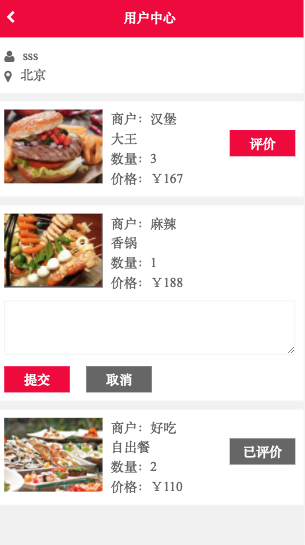 用户中心
sss
北京
商户：汉堡
大王
评价
数量：3
价格：￥167
商户：麻辣
香锅
数量：1
价格：￥188
提交 取消
商户：好吃
自出餐
已评价
数量：2
价格：￥110